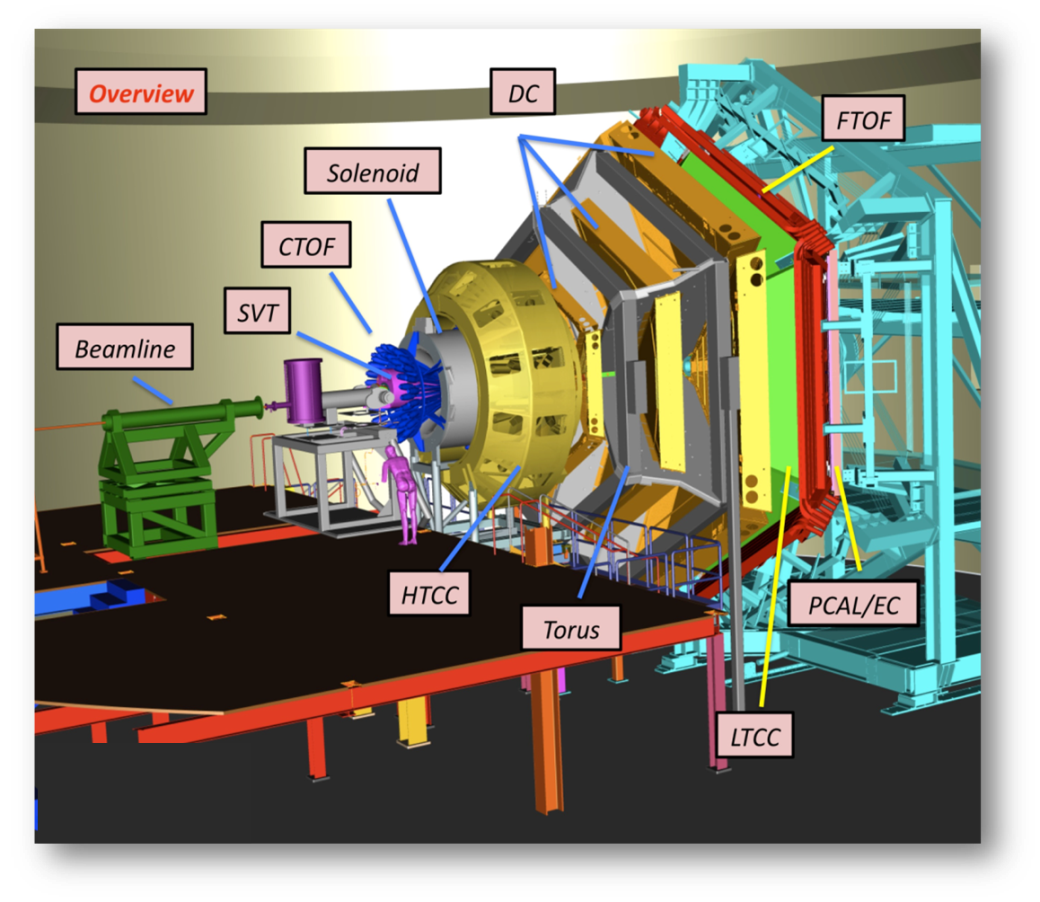 Overview
DC
FTOF
Solenoid
CTOF
SVT
Beamline
HTCC
Torus
PCAL/EC
LTCC